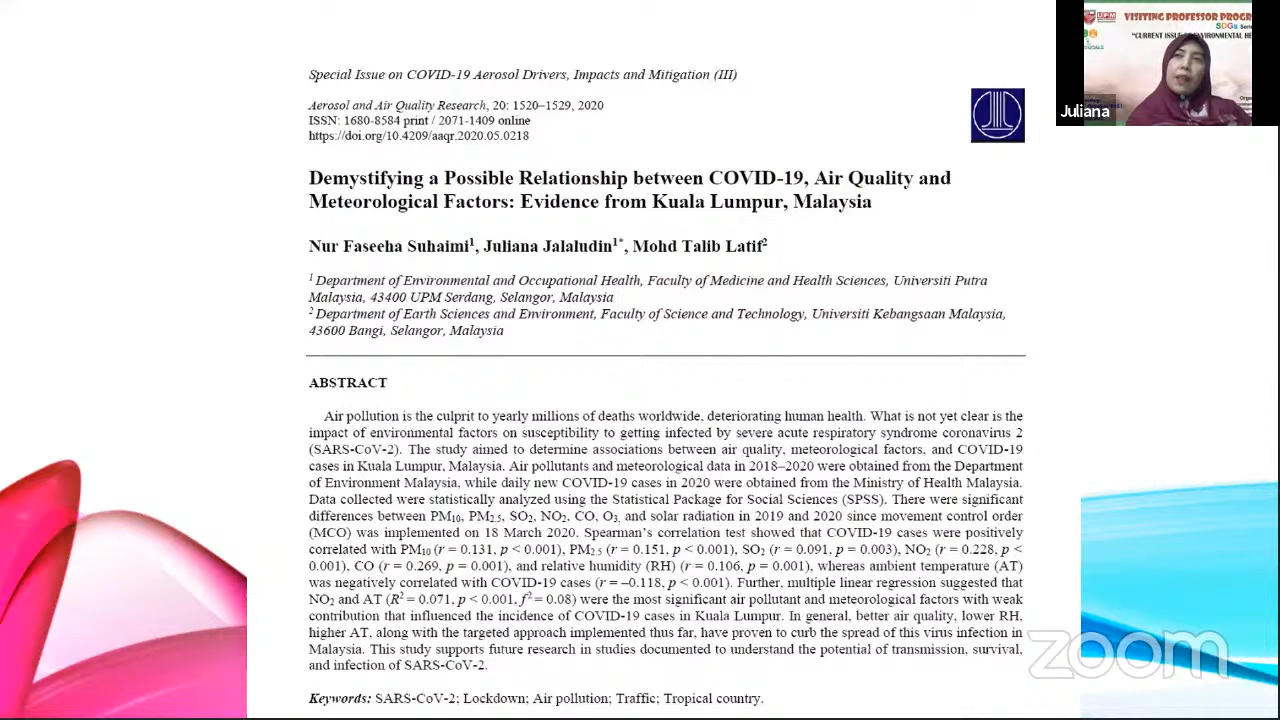 Special Issue on COVID-19 Aerosol Drivers, Impacts and Mitigation (III)
Aerosol and Air Quality Research, 20: 1520–1529, 2020
ISSN: 1680-8584 print / 2071-1409 online
https://doi.org/10.4209/aaqr.2020.05.0218
Demystifying a Possible Relationship between COVID-19, Air Quality and
Meteorological Factors: Evidence from Kuala Lumpur, Malaysia
Nur Faseeha Suhaimi1, Juliana Jalaludin1*, Mohd Talib Latif2
1 Department of Environmental and Occupational Health, Faculty of Medicine and Health Sciences, Universiti Putra
Malaysia, 43400 UPM Serdang, Selangor, Malaysia
2 Department of Earth Sciences and Environment, Faculty of Science and Technology, Universiti Kebangsaan Malaysia,
43600 Bangi, Selangor, Malaysia
ABSTRACT
Air pollution is the culprit to yearly millions of deaths worldwide, deteriorating human health. What is not yet clear is the
impact of environmental factors on susceptibility to getting infected by severe acute respiratory syndrome coronavirus 2
(SARS-CoV-2). The study aimed to determine associations between air quality, meteorological factors, and COVID-19
cases in Kuala Lumpur, Malaysia. Air pollutants and meteorological data in 2018–2020 were obtained from the Department
of Environment Malaysia, while daily new COVID-19 cases in 2020 were obtained from the Ministry of Health Malaysia.
Data collected were statistically analyzed using the Statistical Package for Social Sciences (SPSS). There were significant
differences between PM10, PM2.5, SO2, NO2, CO, O3, and solar radiation in 2019 and 2020 since movement control order
(MCO) was implemented on 18 March 2020. Spearman's correlation test showed that COVID-19 cases were positively
correlated with PM10 (r = 0.131, p < 0.001), PM2.5 (r = 0.151, p < 0.001), SO2 (r = 0.091, p = 0.003), NO2 (r = 0.228, p <
0.001), CO (r = 0.269, p = 0.001), and relative humidity (RH) (r = 0.106, p = 0.001), whereas ambient temperature (AT)
was negatively correlated with COVID-19 cases (r = –0.118, p < 0.001). Further, multiple linear regression suggested that
NO2 and AT (R2 = 0.071, p < 0.001, f2 = 0.08) were the most significant air pollutant and meteorological factors with weak
contribution that influenced the incidence of COVID-19 cases in Kuala Lumpur. In general, better air quality, lower RH,
higher AT, along with the targeted approach implemented thus far, have proven to curb the spread of this virus infection in
Malaysia. This study supports future research in studies documented to understand the potential of transmission, survival,
and infection of SARS-CoV-2.
Keywords: SARS-CoV-2; Lockdown; Air pollution; Traffic; Tropical country.
UPM
VISITING PROFESSOR PROGR
SDGs Serie
"CURRENT ISSUE
ENVIRONMENTAL HE
Juliana
zoom